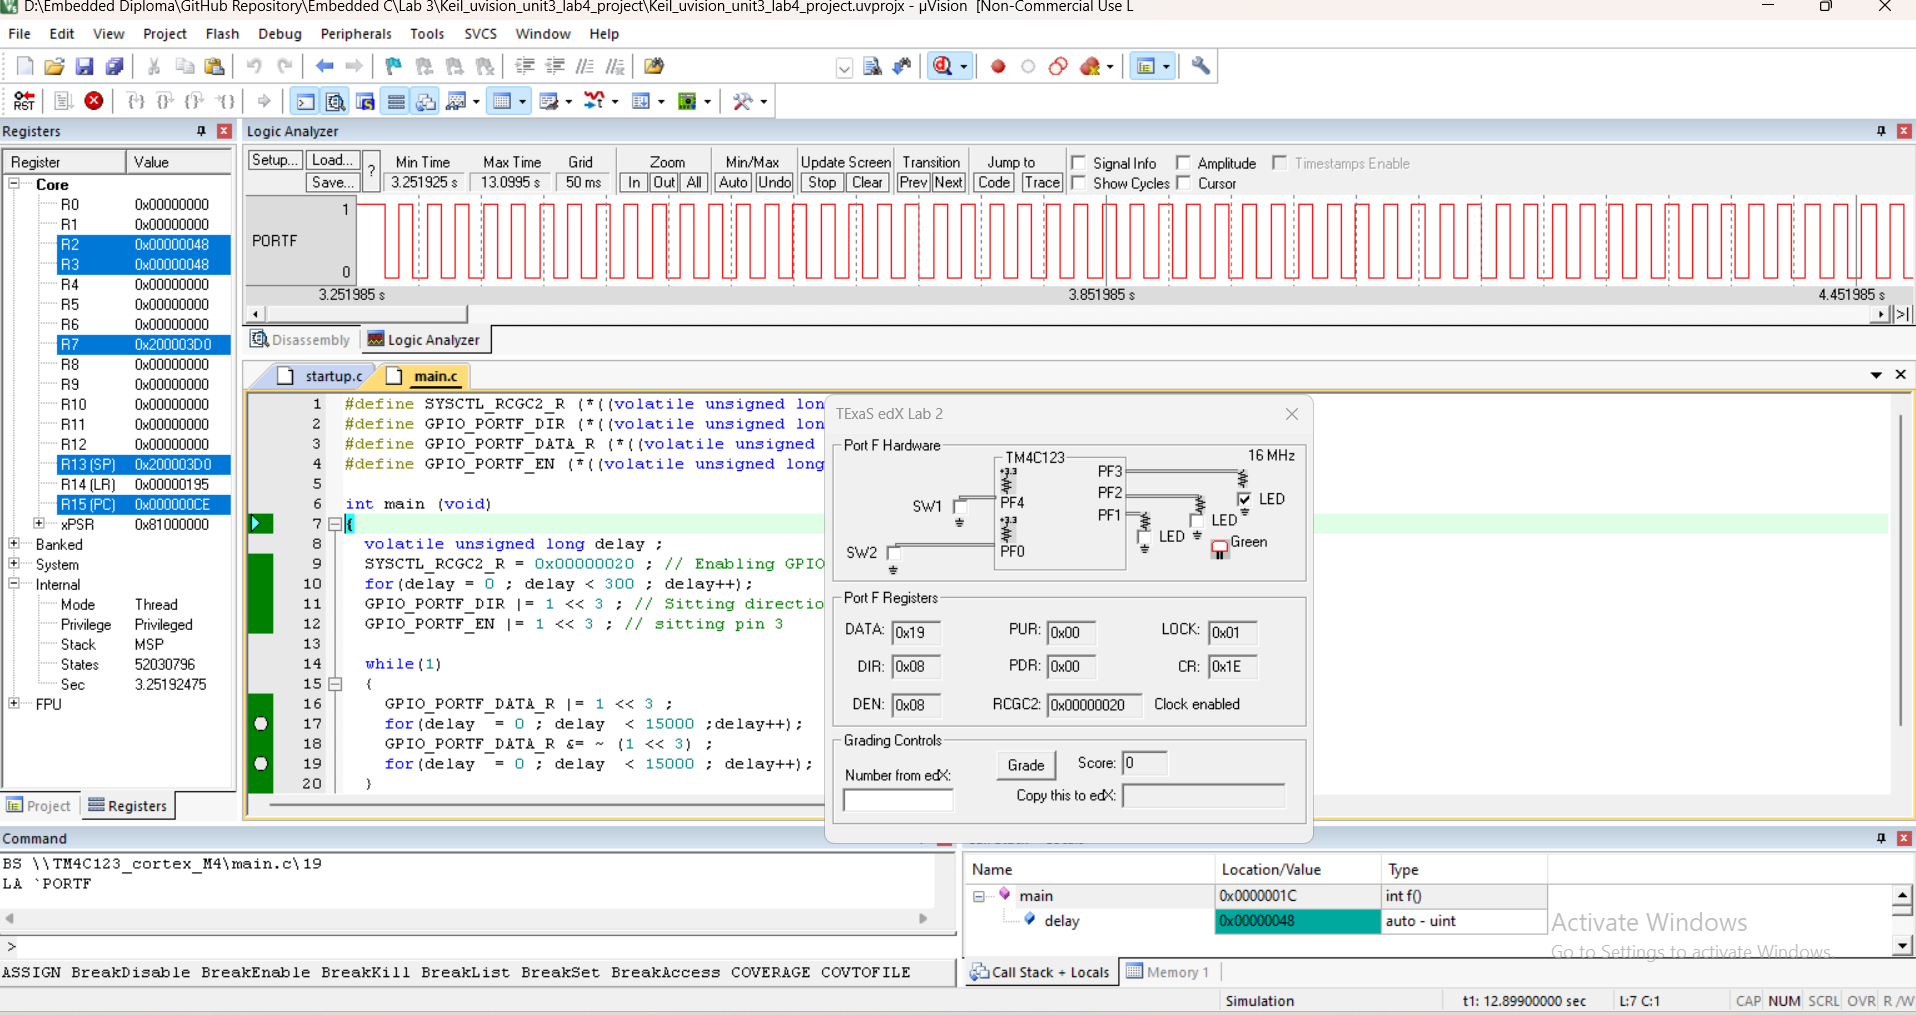 D:\Embedded Diploma\GitHub Repository\Embedded C\Lab 3\Keil_uvision_unit3_lab4_project\Keil_uvision_unit3_lab4_project.uvprojx - µVision [Non-Commercial Use L
File Edit View Project Flash Debug Peripherals Tools SVCS Window Help
RST
Registers
Register Value
Core
R0 0x00000000
R1 0x00000000
R2 0x00000048
R3 0x00000048
R4 0x00000000
R5 0x00000000
R6 0x00000000
R7 0x200003D0
R8 0x00000000
R9 0x00000000
R10 0x00000000
R11 0x00000000
R12 0x00000000
R13 (SP) 0x200003D0
R14 (LR) 0x00000195
R15 (PC) 0x000000CE
xPSR 0x81000000
Banked
System
Internal
Mode Thread
Privilege Privileged
Stack MSP
States 52030796
Sec 3.25192475
FPU
Project Registers
Logic Analyzer
Setup... Load... ? Min Time Max Time Grid Zoom Min/Max Update Screen Transition Jump to Signal Info Amplitude Timestamps Enable
Save... 3.251925 s 13.0995 s 50 ms In Out All Auto Undo Stop Clear Prev Next Code Trace Show Cycles Cursor
1
PORTF
0
3.251985 s 3.851985 s 4.451985 s
Disassembly Logic Analyzer
startup.c main.c
1 #define SYSCTL_RCGC2_R (*((volatile unsigned lon
2 #define GPIO_PORTF_DIR (*((volatile unsigned lon
3 #define GPIO_PORTF_DATA_R (*((volatile unsigned
4 #define GPIO_PORTF_EN (*((volatile unsigned long
5
6 int main (void)
7 {
8 volatile unsigned long delay ;
9 SYSCTL_RCGC2_R = 0x00000020 ; // Enabling GPIO
10 for(delay = 0 ; delay < 300 ; delay++);
11 GPIO_PORTF_DIR |= 1 << 3 ; // Sitting directio
12 GPIO_PORTF_EN |= 1 << 3 ; // sitting pin 3
13
14 while(1)
15 {
16 GPIO_PORTF_DATA_R |= 1 << 3 ;
17 for(delay = 0 ; delay < 15000 ;delay++);
18 GPIO_PORTF_DATA_R &= ~ (1 << 3) ;
19 for(delay = 0 ; delay < 15000 ; delay++);
20 }
TExaS edX Lab 2
Port F Hardware
16 MHz
TM4C123
+3.3
PF3
PF2
PF1
SW1
PF4
+3.3
SW2
PF0
LED
LED
LED
Green
Port F Registers
DATA: 0x19 PUR: 0x00 LOCK: 0x01
DIR: 0x08 PDR: 0x00 CR: 0x1E
DEN: 0x08 RCGC2: 0x00000020 Clock enabled
Grading Controls
Number from edX: Grade Score: 0
Copy this to edX:
Command
BS \\TM4C123_cortex_M4\main.c\19
LA `PORTF
>
ASSIGN BreakDisable BreakEnable BreakKill BreakList BreakSet BreakAccess COVERAGE COVTOFILE
Name Location/Value Type
main 0x0000001C int f()
delay 0x00000048 auto - uint
Activate Windows
Go to Settings to activate Windows.
Call Stack + Locals Memory 1
Simulation t1: 12.89900000 sec L:7 C:1 CAP NUM SCRL OVR R/W